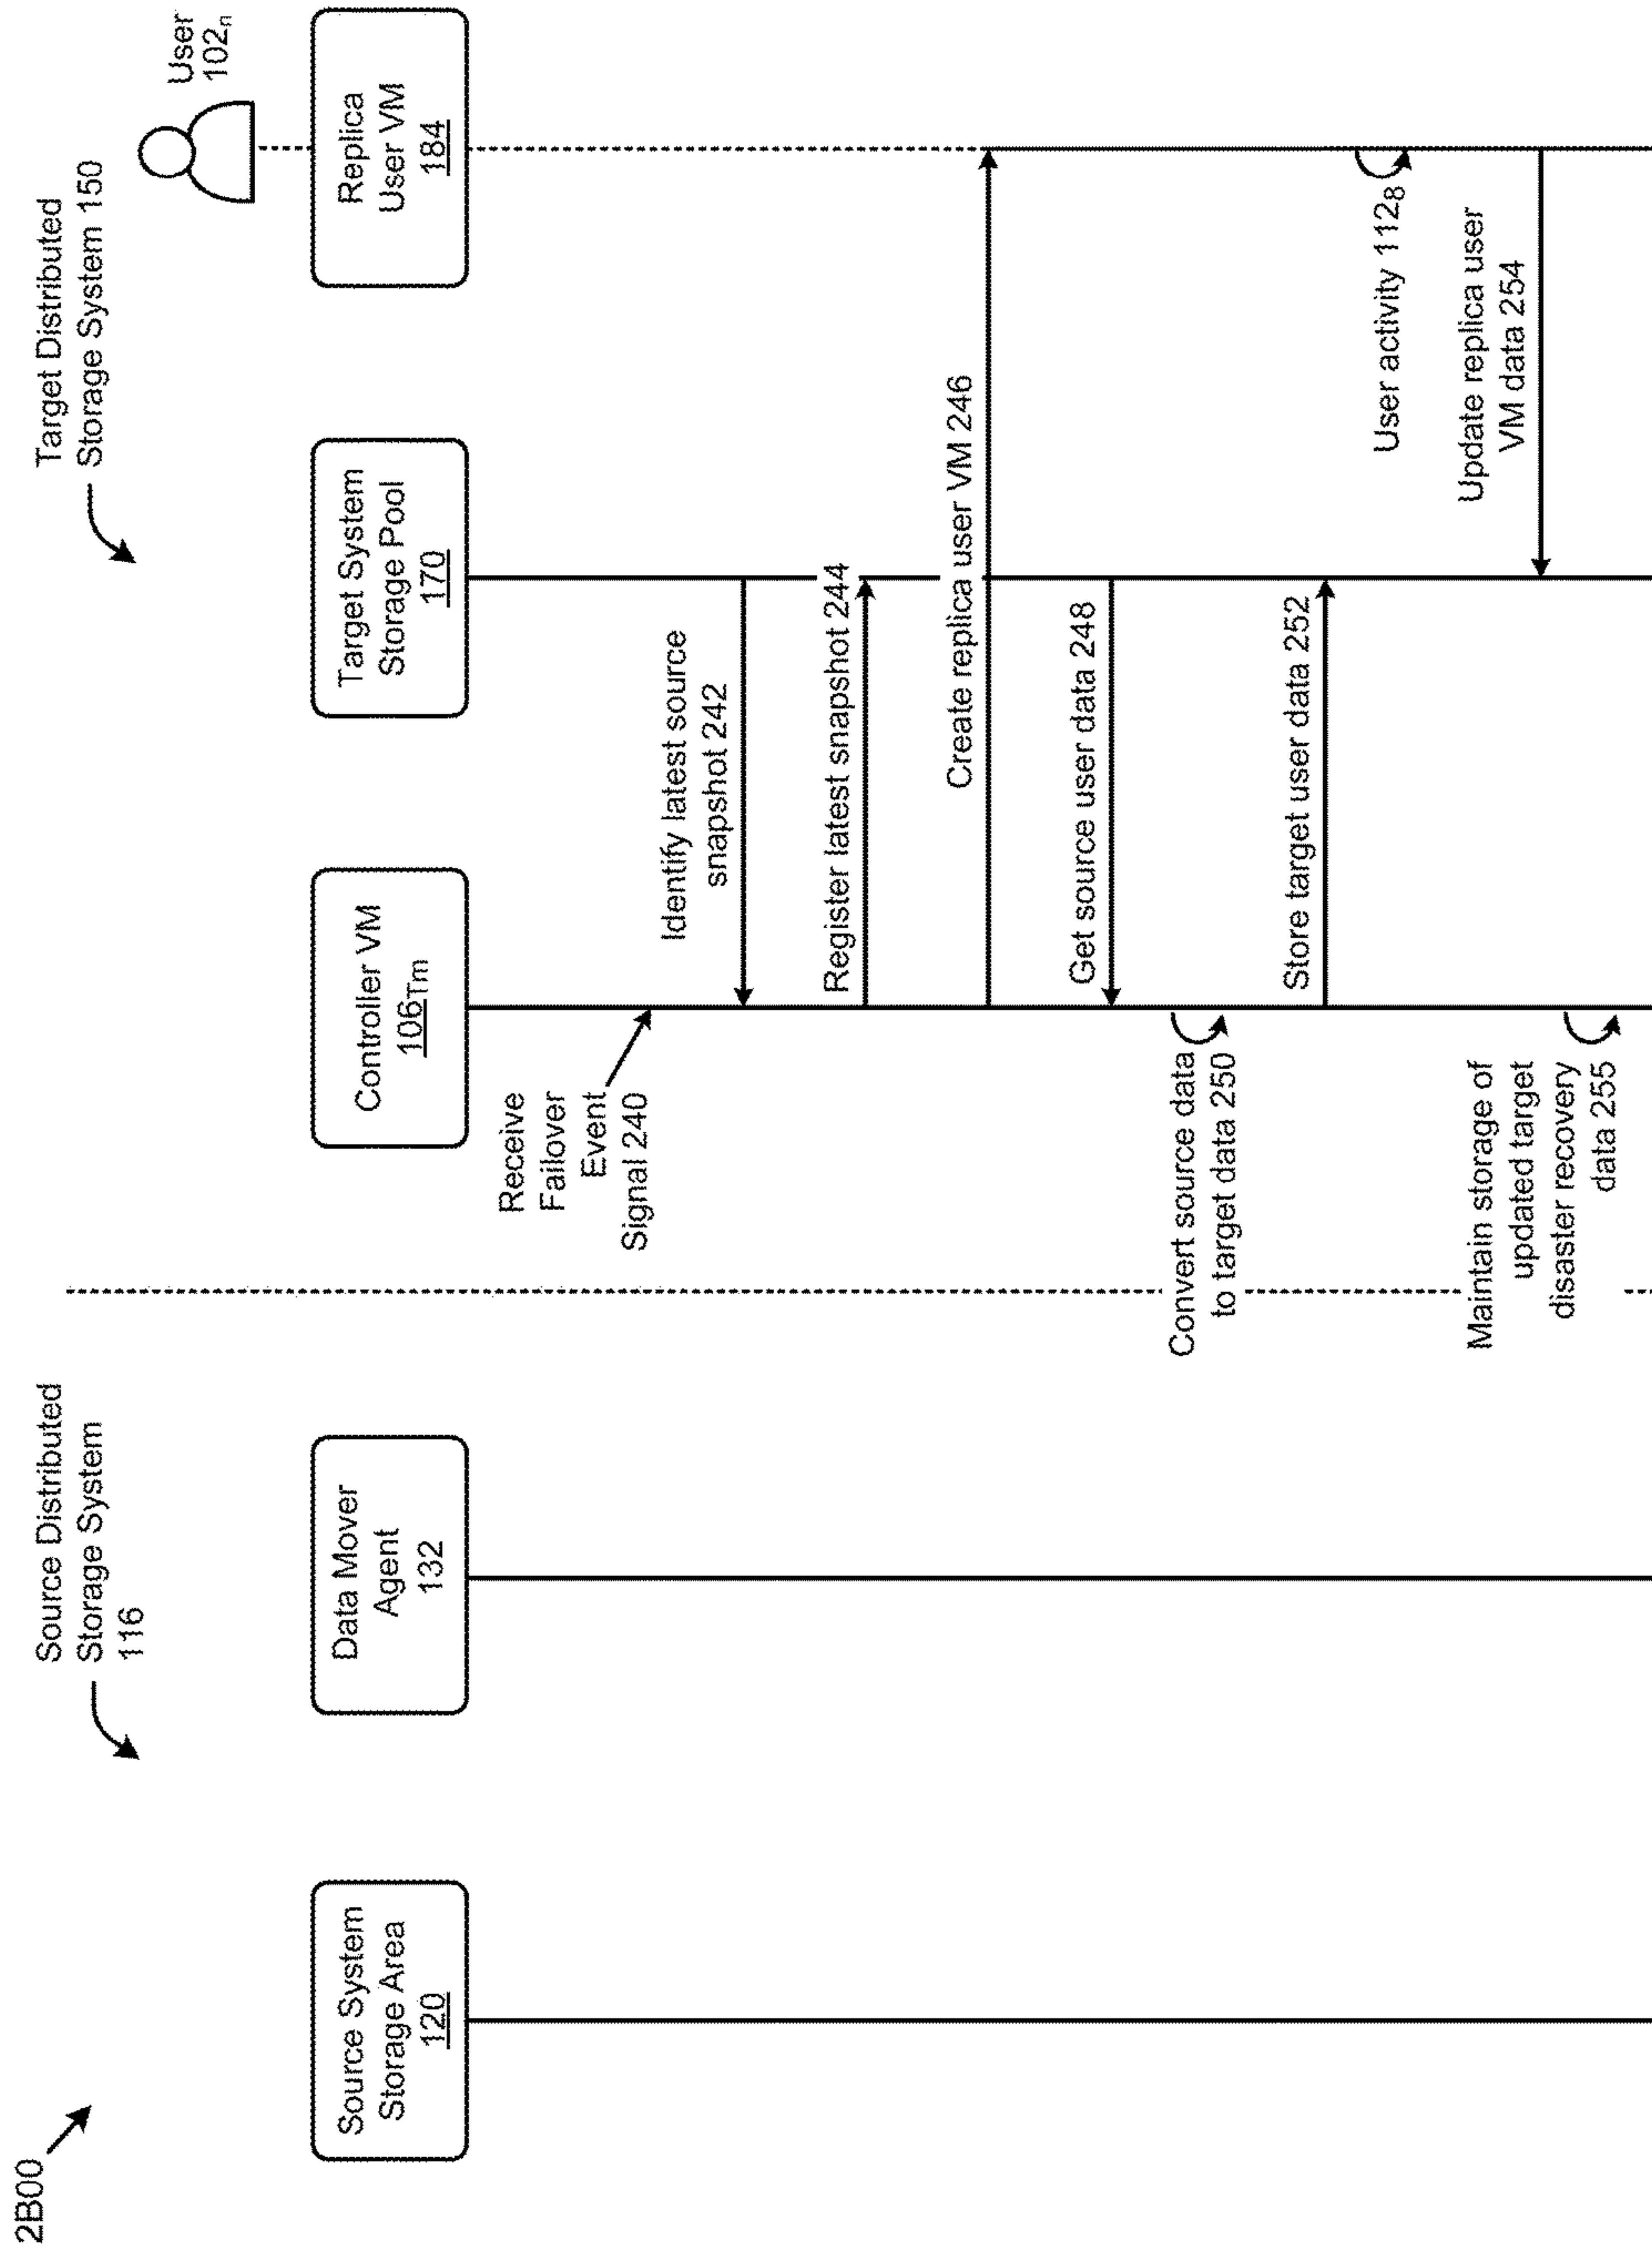 2B00
Source Distributed
Storage System
116
Target Distributed
Storage System 150
User
102n
Source System
Storage Area
120
Data Mover
Agent
132
Controller VM
106Tm
Target System
Storage Pool
170
Replica
User VM
184
Receive
Failover
Event
Signal 240
Identify latest source
snapshot 242
Register latest snapshot 244
Create replica user VM 246
Get source user data 248
Convert source data
to target data 250
Store target user data 252
User activity 1128
Update replica user
VM data 254
Maintain storage of
updated target
disaster recovery
data 255